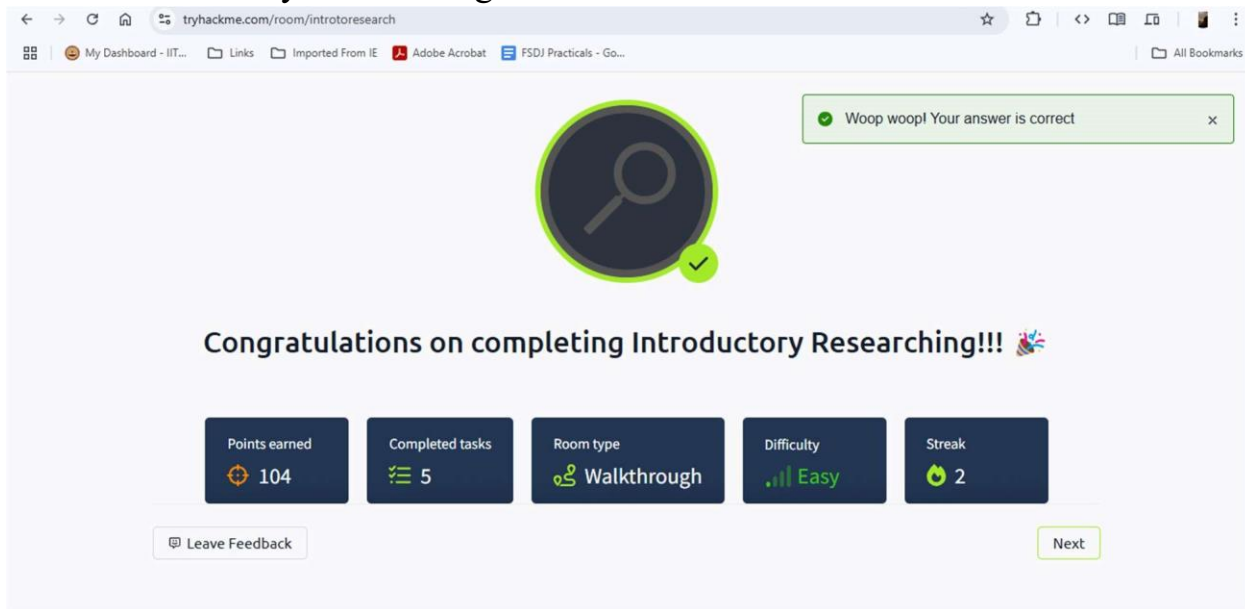 tryhackme.com/room/introtoresearch
My Dashboard - IIT... Links Imported From IE Adobe Acrobat FSDJ Practicals - Go... All Bookmarks
Woop woop! Your answer is correct
Congratulations on completing Introductory Researching!!! 🎉
Points earned Completed tasks Room type Difficulty Streak
104 5 Walkthrough Easy 2
Leave Feedback Next